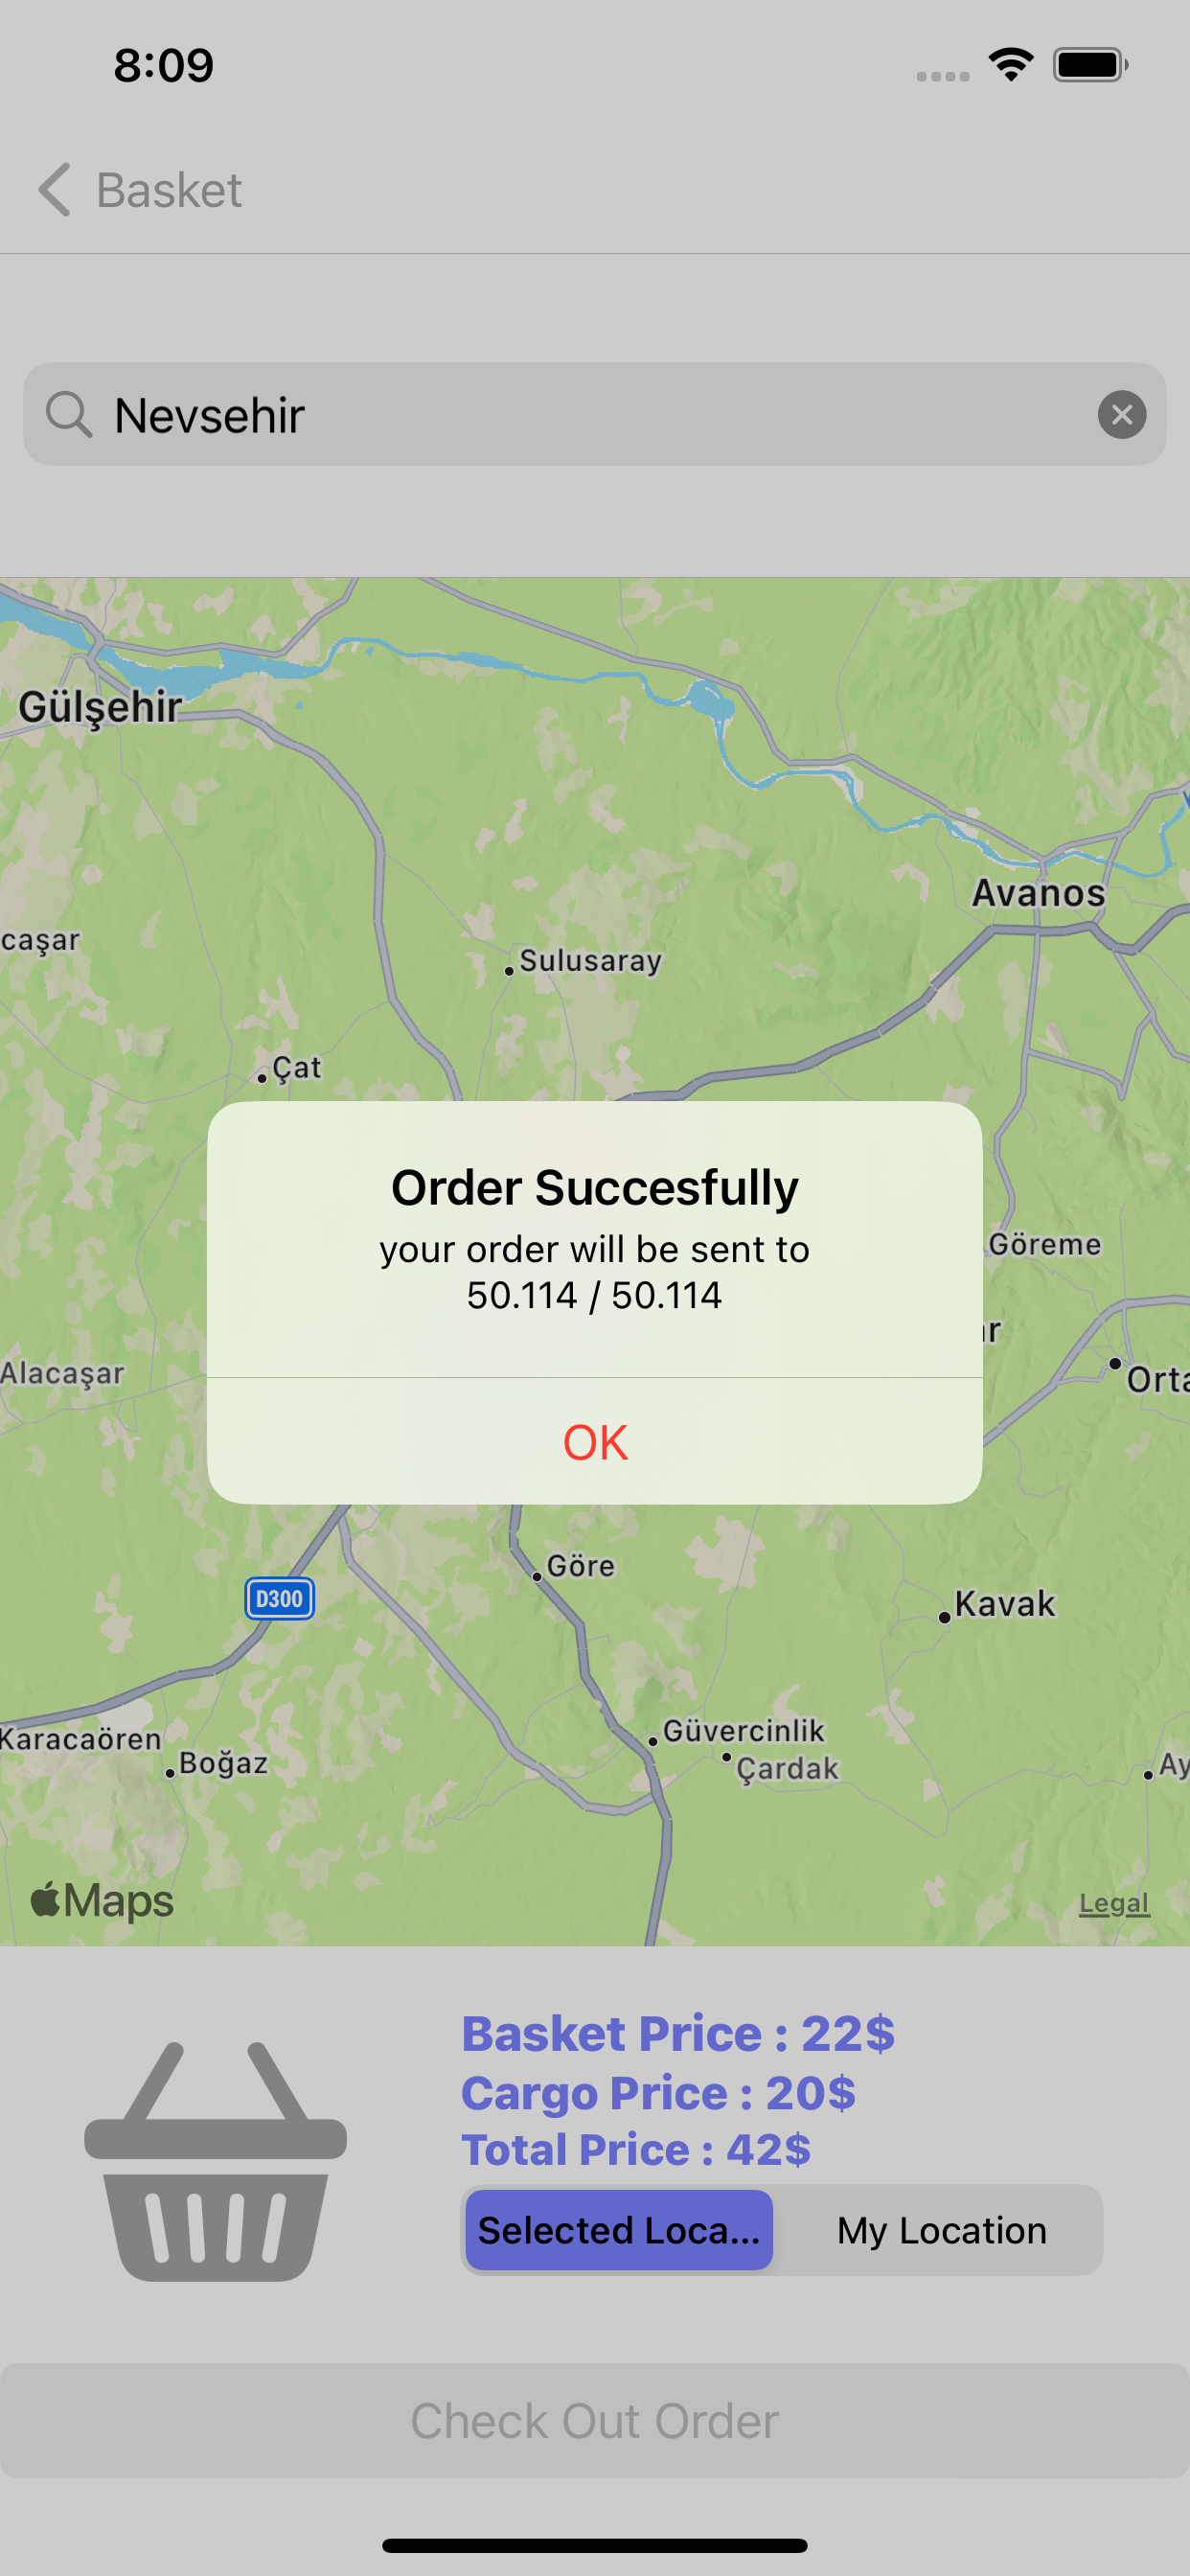 8:09
Basket
Nevsehir
Gülşehir
Avanos
caşar
Sulusaray
Çat
Order Succesfully
your order will be sent to
50.114 / 50.114
Göreme
r
Alacaşar
Orta
OK
Göre
D300
Kavak
Karacaören
Güvercinlik
Boğaz
Çardak
Ay
Maps
Legal
Basket Price : 22$
Cargo Price : 20$
Total Price : 42$
Selected Loca...
My Location
Check Out Order